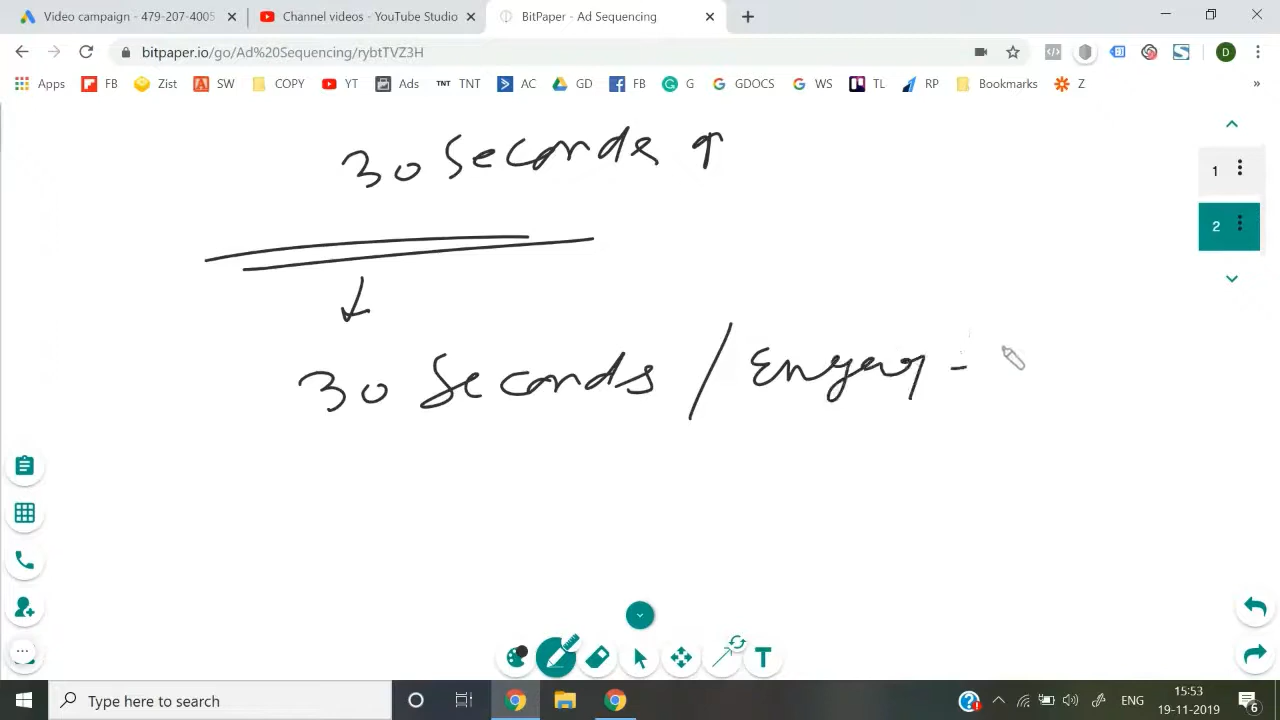 Video campaign - 479-207-4005
Channel videos - YouTube Studio
BitPaper - Ad Sequencing
bitpaper.io/go/Ad%20Sequencing/rybtTVZ3H
D
Apps FB Zist SW COPY YT Ads TNT TNT AC GD FB G GDOCS WS TL RP Bookmarks Z »
30 Seconds ↑
1
2
↓
30 Seconds / =
T
Type here to search
ENG
15:53
19-11-2019
6